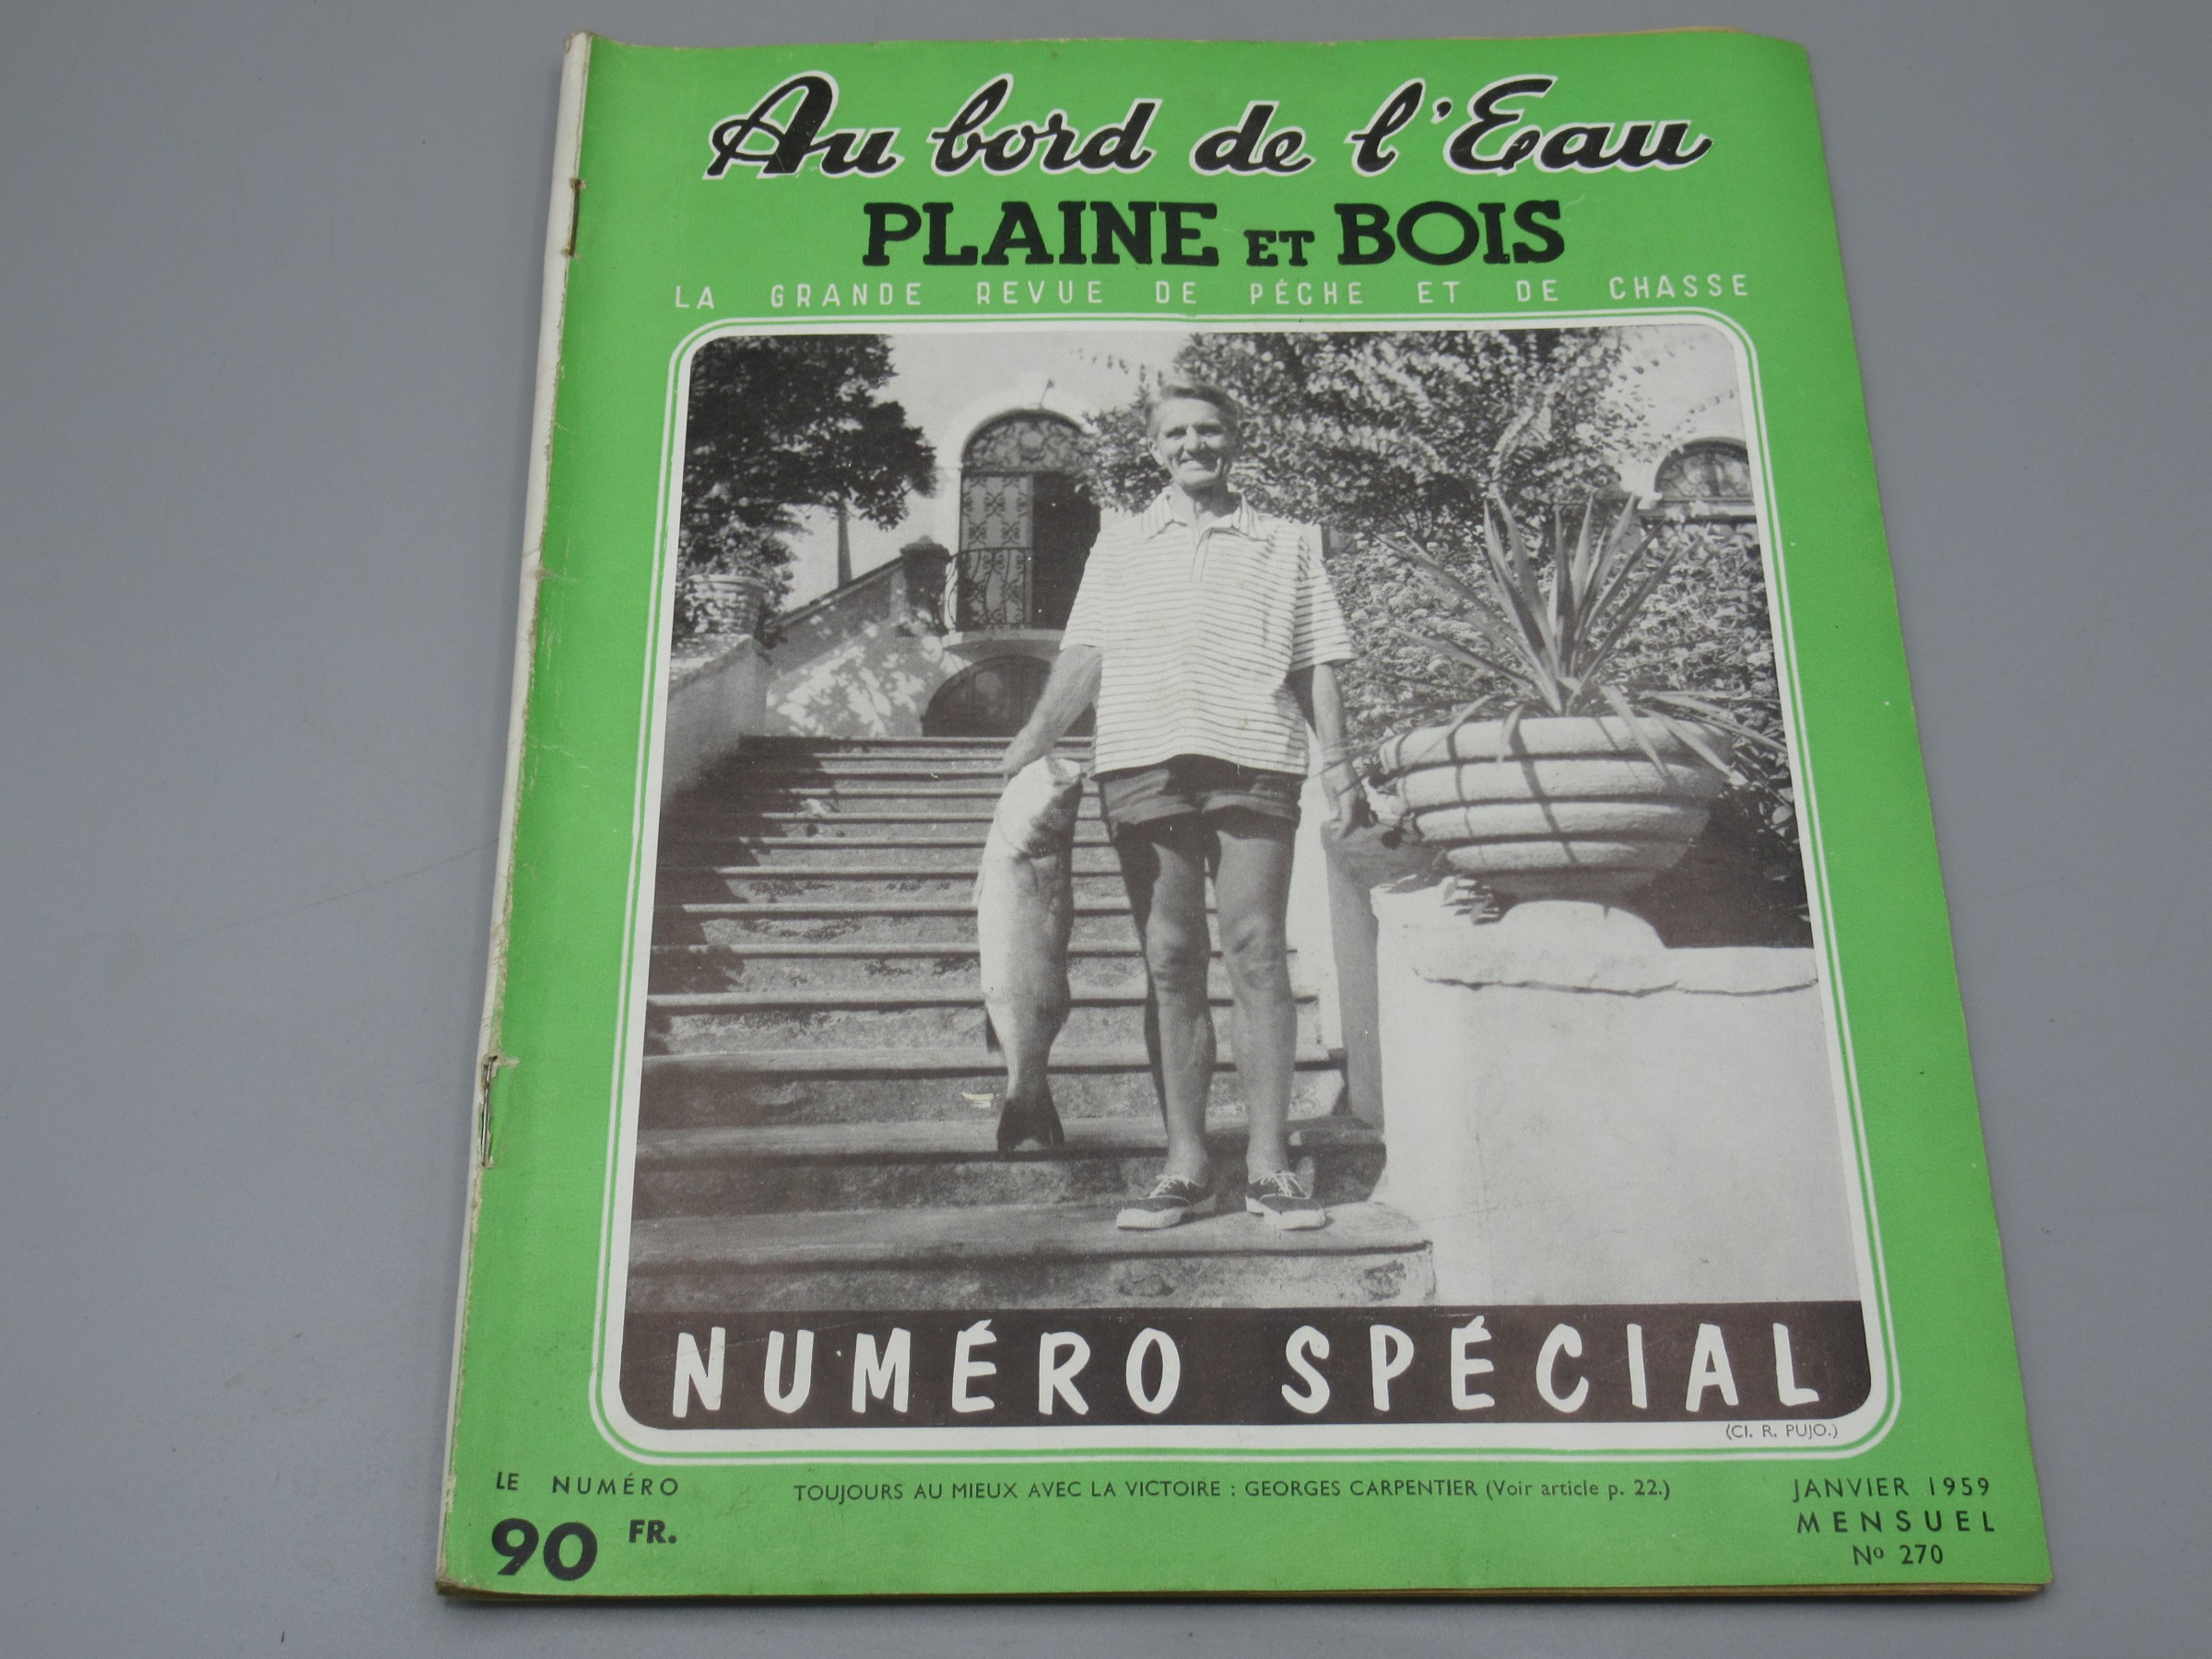 Au bord de l'Eau
PLAINE ET BOIS
LA GRANDE REVUE DE PÊCHE ET DE CHASSE
NUMÉRO SPÉCIAL
(Cl. R. PUJO.)
LE NUMÉRO
90 FR.
TOUJOURS AU MIEUX AVEC LA VICTOIRE : GEORGES CARPENTIER (Voir article p. 22.)
JANVIER 1959
MENSUEL
Nº 270